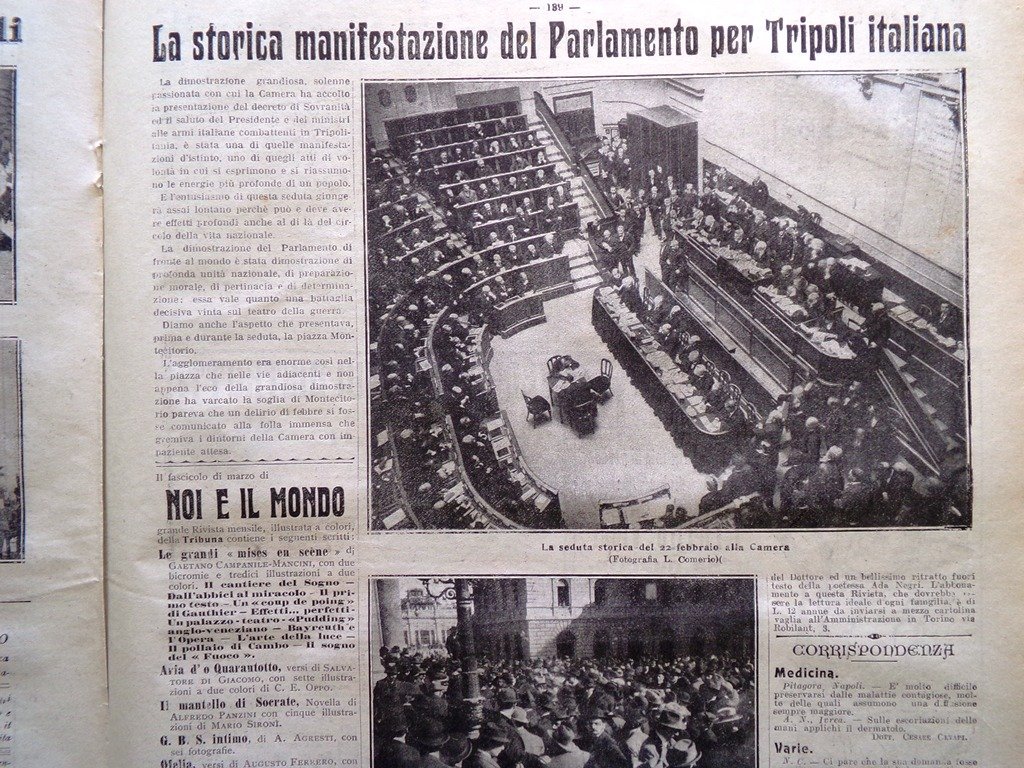 — 189 —
La storica manifestazione del Parlamento per Tripoli italiana
La dimostrazione grandiosa, solenne
passionata con cui la Camera ha accolto
la presentazione del decreto di Sovranità
ed il saluto del Presidente e dei ministri
alle armi italiane combattenti in Tripoli-
tania, è stata una di quelle manifesta-
zioni d'istinto, uno di quegli atti di vo-
lontà in cui si esprimono e si riassumo-
no le energie più profonde di un popolo.
E l'entusiasmo di questa seduta giunge-
rà assai lontano perchè può e deve ave-
re effetti profondi anche al di là del cir-
colo della vita nazionale.
La dimostrazione del Parlamento di
fronte al mondo è stata dimostrazione di
profonda unità nazionale, di preparazio-
ne morale, di pertinacia e di determina-
zione; essa vale quanto una battaglia
decisiva vinta sul teatro della guerra.
Diamo anche l'aspetto che presentava,
prima e durante la seduta, la piazza Mon-
tecitorio.
L'agglomeramento era enorme così nel-
la piazza che nelle vie adiacenti e non
appena l'eco della grandiosa dimostra-
zione ha varcato la soglia di Montecito-
rio pareva che un delirio di febbre si fos-
se comunicato alla folla immensa che
gremiva i dintorni della Camera con im-
paziente attesa.
Il fascicolo di marzo di
NOI E IL MONDO
grande Rivista mensile, illustrata a colori,
della Tribuna contiene i seguenti scritti:
Le grandi « mises en scène » di
GAETANO CAMPANILE-MANCINI, con due
bicromie e tredici illustrazioni a due
colori. Il cantiere del Sogno —
Dall'abbici al miracolo — Il pri-
mo testo — Un « coup de poing »
di Gauthier — Effetti... perfetti-
Un palazzo - teatro - «Pudding»
anglo-veneziano — Bayreuth e
l'Opera — L'arte della luce —
Il pollaio di Cambo — Il sogno
del « Fuoco ».
Aria d' o Quarautotto, versi di SALVA-
TORE DI GIACOMO, con sette illustra-
zioni a due colori di C. E. OPPO.
Il mantello di Socrate, Novella di
ALFREDO PANZINI con cinque illustra-
zioni di MARIO SIRONI.
G. B. S. intimo, di A. AGRESTI, con
sei fotografie.
Ofelia, versi di AUGUSTO FERRERO, con
La seduta storica del 22 febbraio alla Camera
(Fotografia L. Comerio)
del Dottore ed un bellissimo ritratto fuori
testo della poetessa Ada Negri. L'abbona-
mento a questa Rivista, che dovrebbe
essere la lettura ideale d'ogni famiglia, è di
L. 12 annue da inviarsi a mezzo cartolina
vaglia all'Amministrazione in Torino via
Robilant, 3.
CORRISPONDENZA
Medicina.
Pitagora, Napoli. — E' molto difficile
preservarsi dalle malattie contagiose,
delle quali assumono una diffusione
sempre maggiore.
A. N., Ivrea. — Sulle escoriazioni delle
mani applichi il dermatolo.
DOTT. CESARE CANAPI.
Varie.
N. C. — Ci pare che la sua domanda fosse